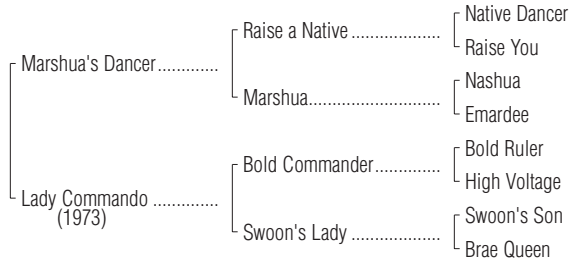 Native Dancer
Raise a Native ....................
Raise You
Marshua's Dancer.............
Nashua
Marshua..............................
Emardee
Bold Ruler
Bold Commander..............
High Voltage
Lady Commando ..............
(1973)
Swoon's Son
Swoon's Lady ....................
Brae Queen